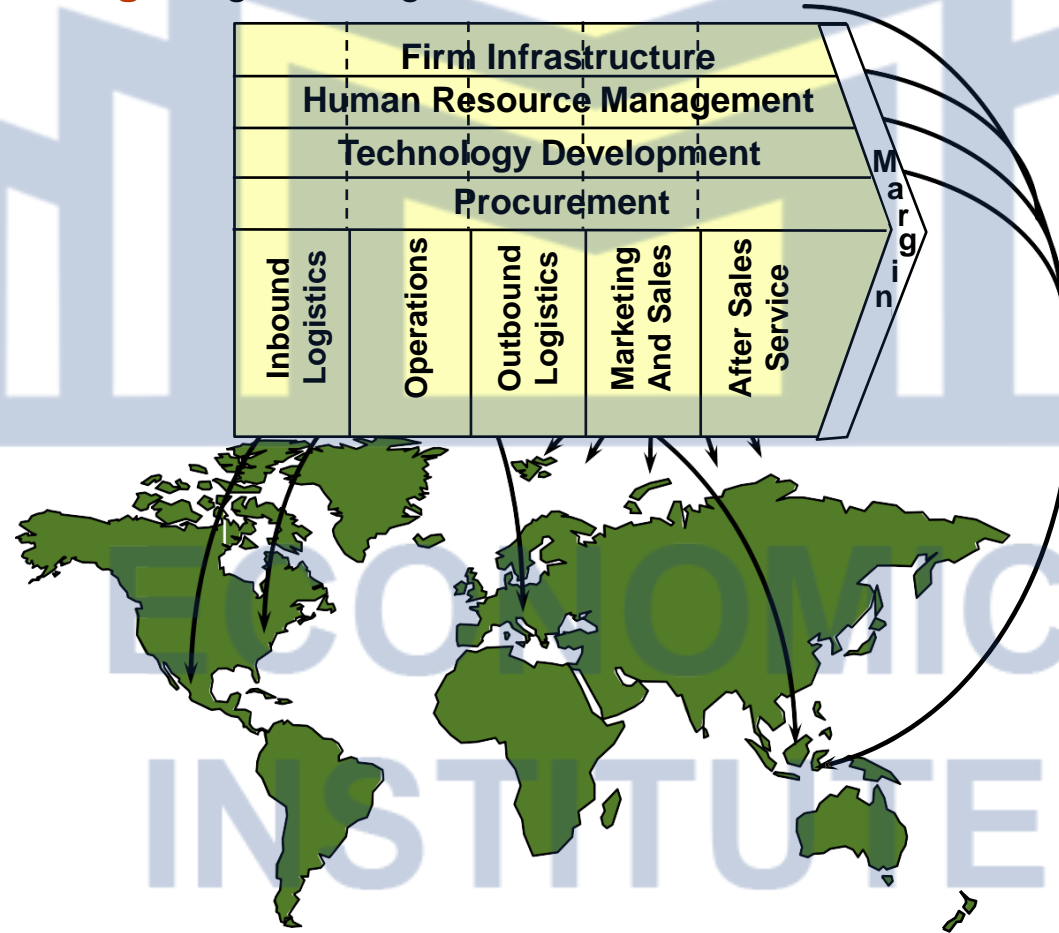 Firm Infrastructure
Human Resource Management
Technology Development
Procurement
Margin
Inbound
Logistics
Operations
Outbound
Logistics
Marketing
And Sales
After Sales
Service
ECONOMIC
INSTITUTE